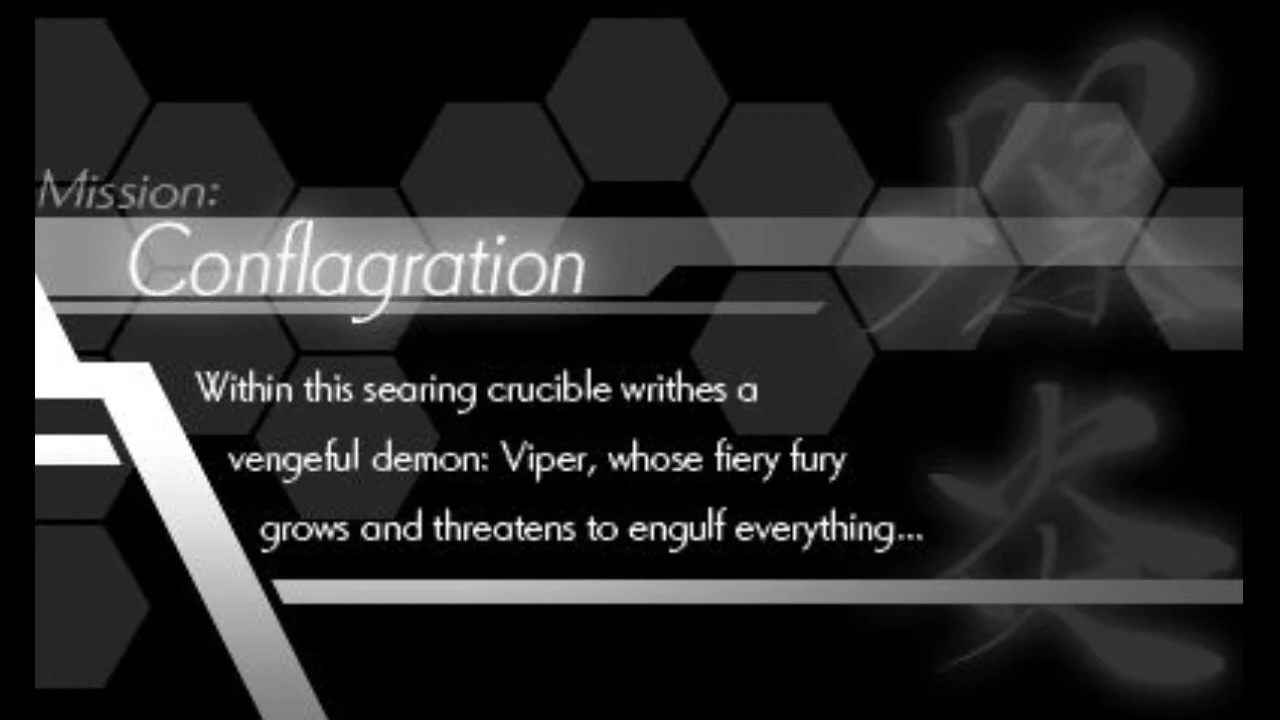 Mission:
Conflagration
Within this searing crucible writhes a
vengeful demon: Viper, whose fiery fury
grows and threatens to engulf everything...